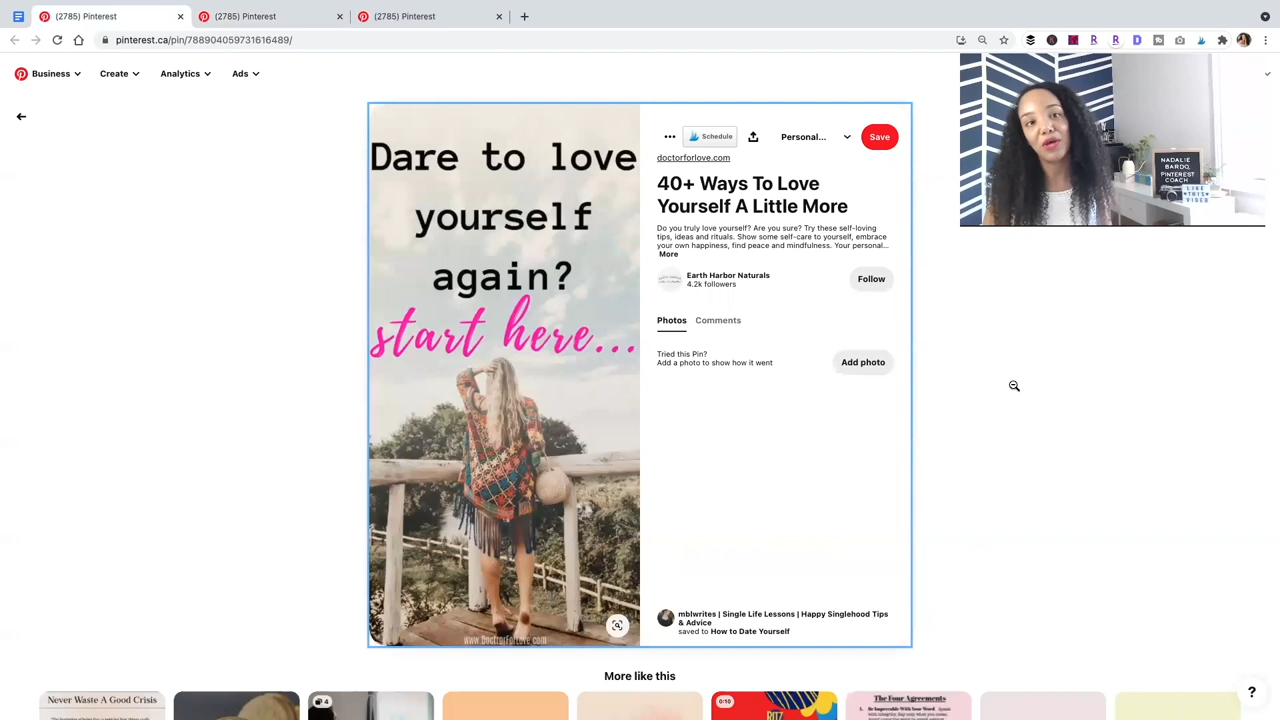 (2785) Pinterest
(2785) Pinterest
(2785) Pinterest
pinterest.ca/pin/788904059731616489/
Business
Create
Analytics
Ads
Dare to love
yourself
again?
start here...
www.DoctorForLove.com
Schedule
Personal...
Save
doctorforlove.com
40+ Ways To Love
Yourself A Little More
Do you truly love yourself? Are you sure? Try these self-loving
tips, ideas and rituals. Show some self-care to yourself, embrace
your own happiness, find peace and mindfulness. Your personal...
More
Earth Harbor Naturals
4.2k followers
Follow
Photos
Comments
Tried this Pin?
Add a photo to show how it went
Add photo
mblwrites | Single Life Lessons | Happy Singlehood Tips
& Advice
saved to How to Date Yourself
NADALIE
BARDO,
PINTEREST
COACH
LIKE
THIS
VIDEO
More like this
Never Waste A Good Crisis
4
0:10
The Four Agreements
?